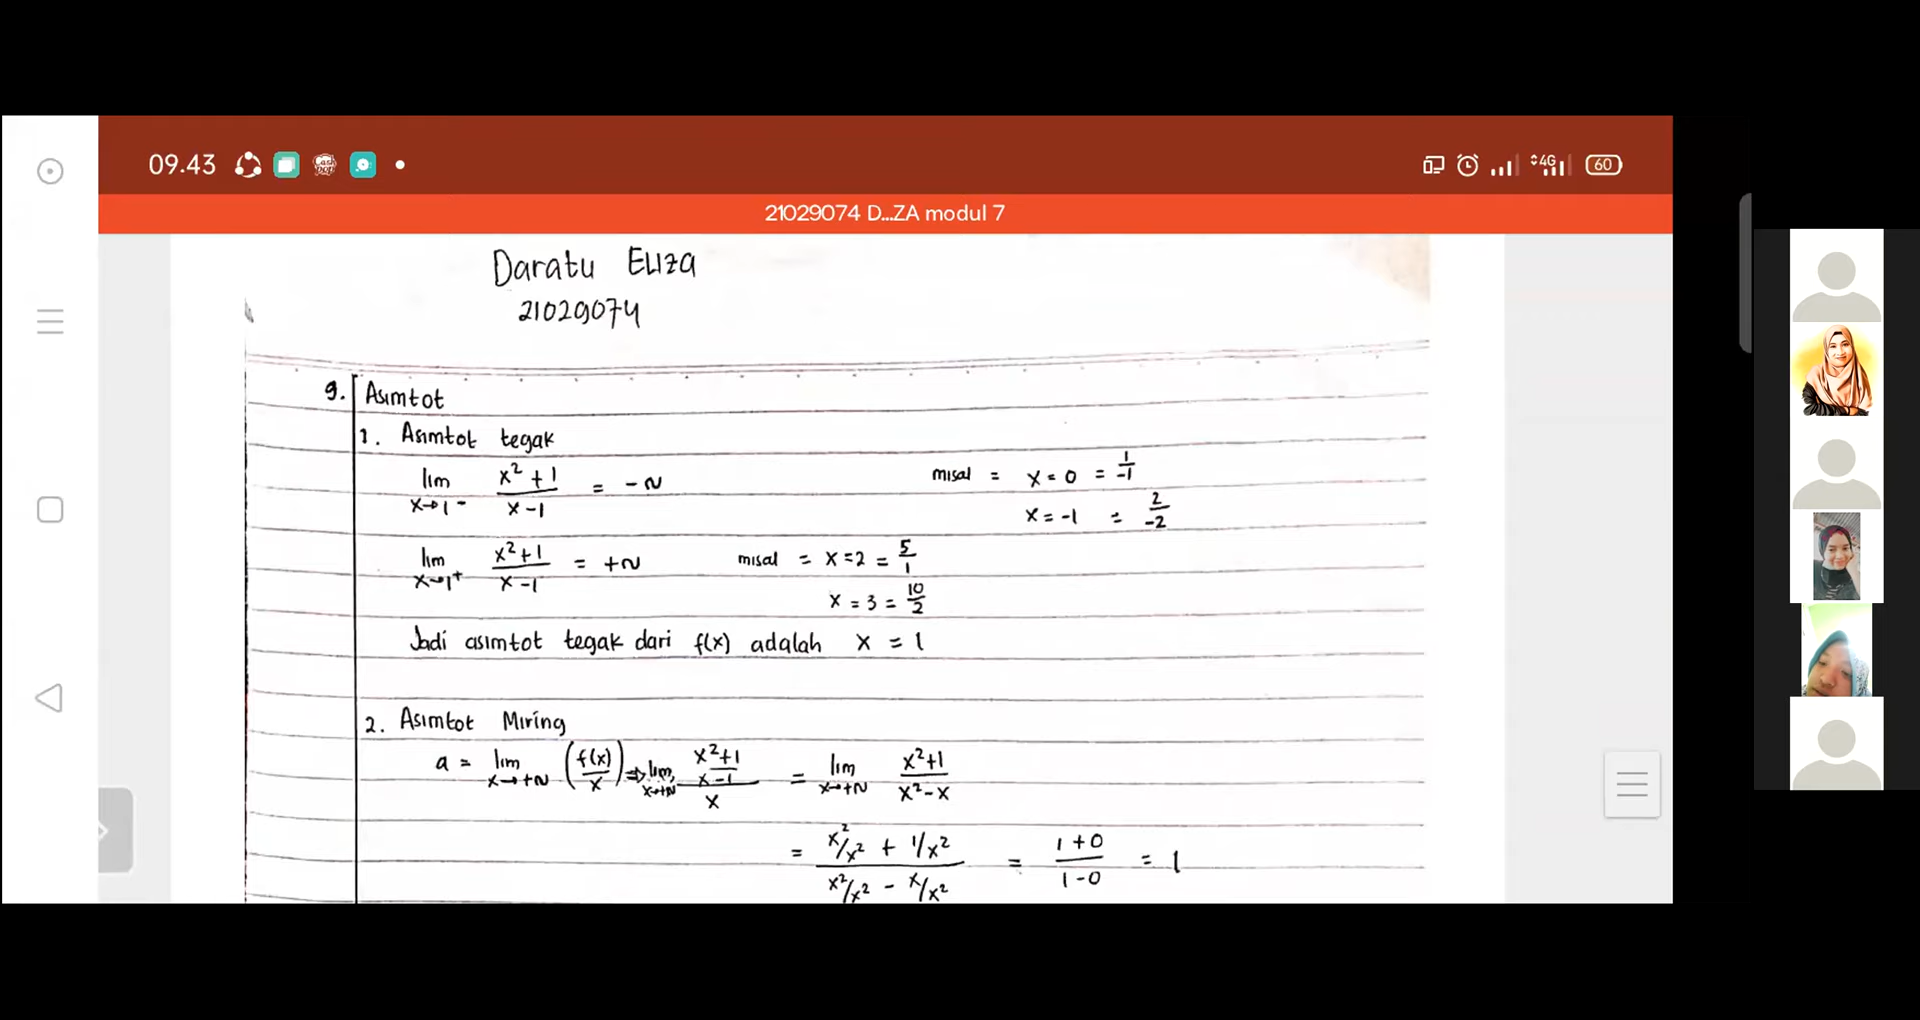 09.43
4G
60
21029074 D...ZA modul 7
Daratu Eliza
21029074
9. Asimtot
1. Asimtot tegak
lim x→1⁻ (x²+1)/(x-1) = -~ misal = x = 0 = 1/-1
x = -1 = 2/-2
lim x→1⁺ (x²+1)/(x-1) = +~ misal = x = 2 = 5/1
x = 3 = 10/2
Jadi asimtot tegak dari f(x) adalah x = 1
2. Asimtot Miring
a = lim x→+~ (f(x)/x) ⇒ lim x→+~ ((x²+1)/(x-1))/x = lim x→+~ (x²+1)/(x²-x)
= (x²/x² + 1/x²)/(x²/x² - x/x²) = (1+0)/(1-0) = 1